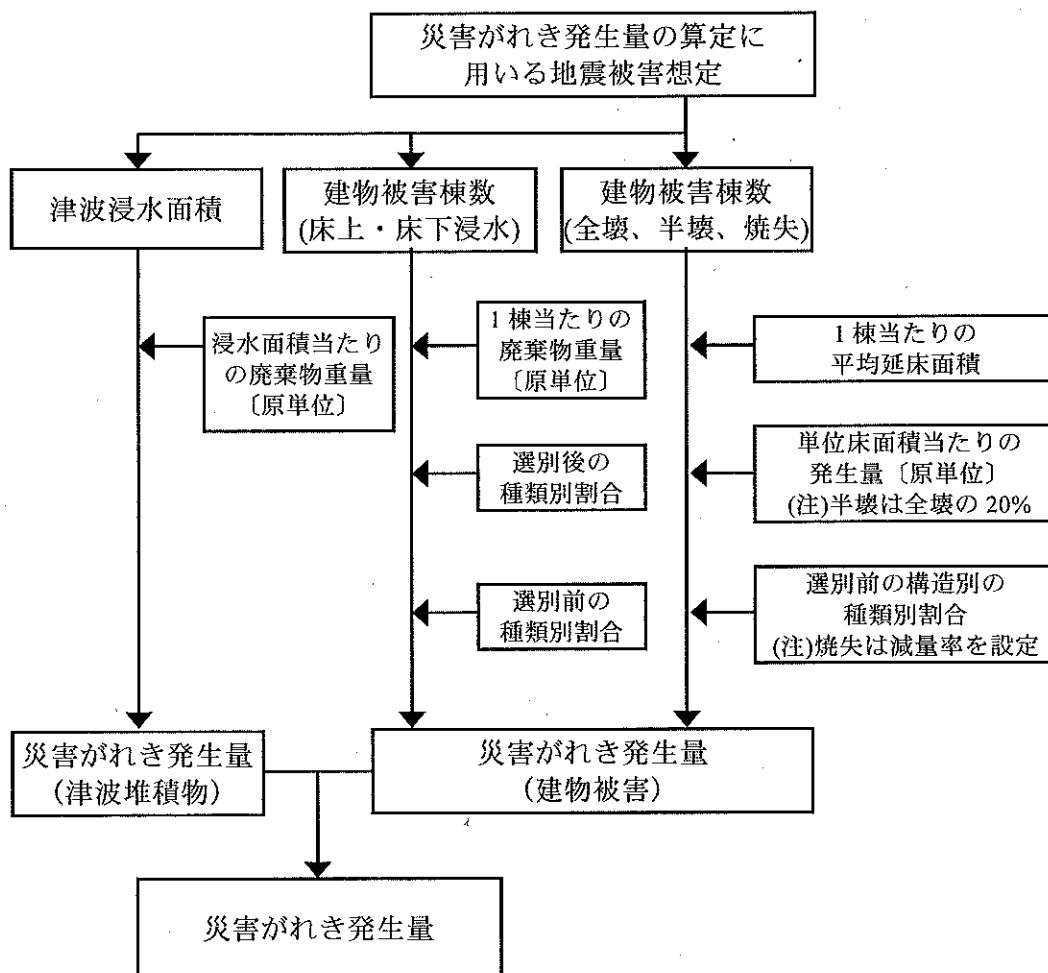 災害がれき発生量の算定に
用いる地震被害想定
津波浸水面積
建物被害棟数
(床上・床下浸水)
建物被害棟数
(全壊、半壊、焼失)
浸水面積当たり
の廃棄物重量
〔原単位〕
1棟当たりの
廃棄物重量
〔原単位〕
1棟当たりの
平均延床面積
選別後の
種類別割合
単位床面積当たりの
発生量〔原単位〕
(注)半壊は全壊の 20%
選別前の
種類別割合
選別前の構造別の
種類別割合
(注)焼失は減量率を設定
災害がれき発生量
(津波堆積物)
災害がれき発生量
(建物被害)
災害がれき発生量